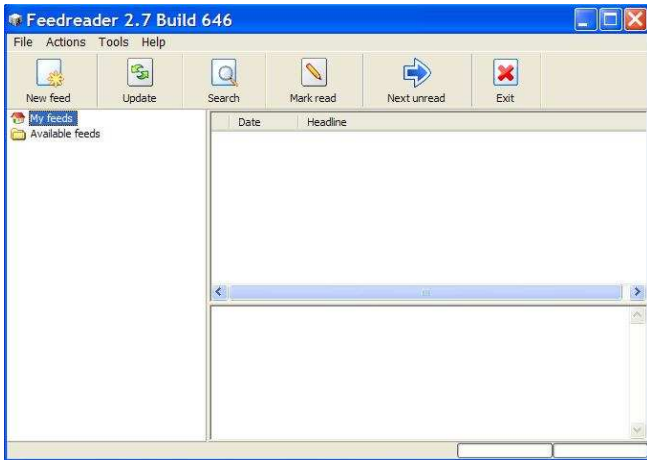 Feedreader 2.7 Build 646
File Actions Tools Help
New feed Update Search Mark read Next unread Exit
My feeds
Available feeds
Date Headline